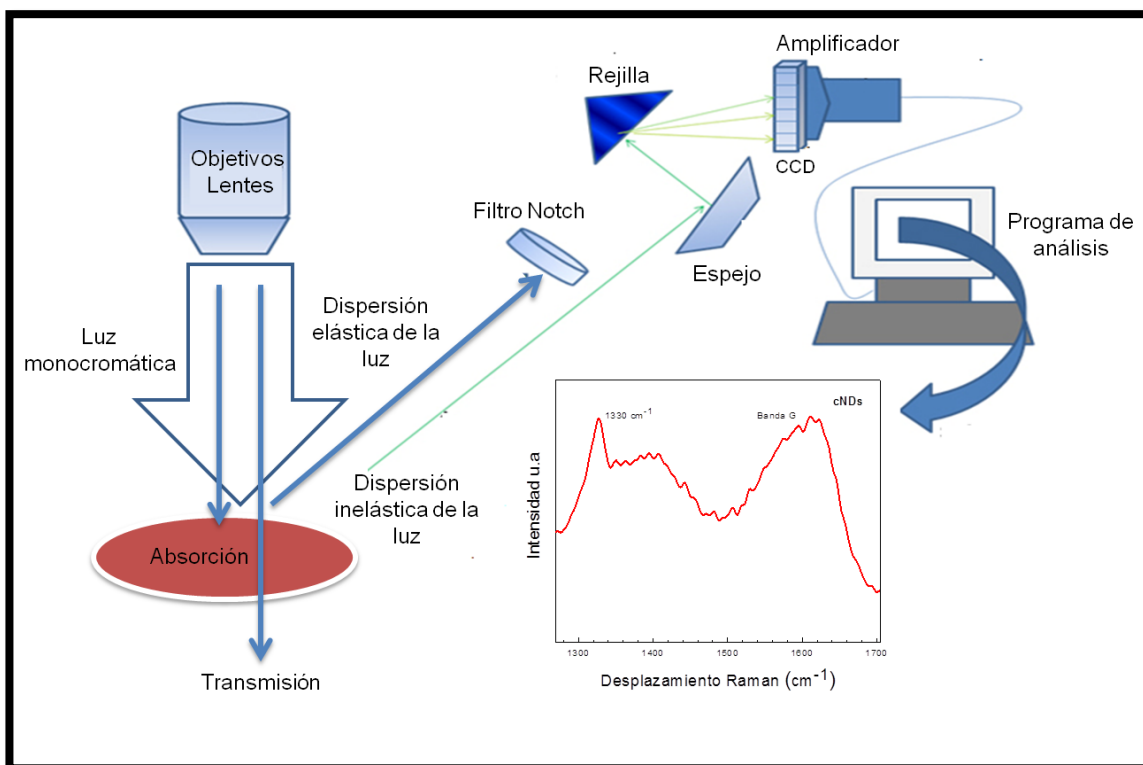 Amplificador
Rejilla
Objetivos
Lentes
CCD
Filtro Notch
Programa de
análisis
Espejo
Dispersión
elástica de la
luz
Luz
monocromática
cNDs
1330 cm-1
Banda G
Dispersión
inelástica de la
luz
Intensidad u.a
Absorción
1300 1400 1500 1600 1700
Desplazamiento Raman (cm-1)
Transmisión